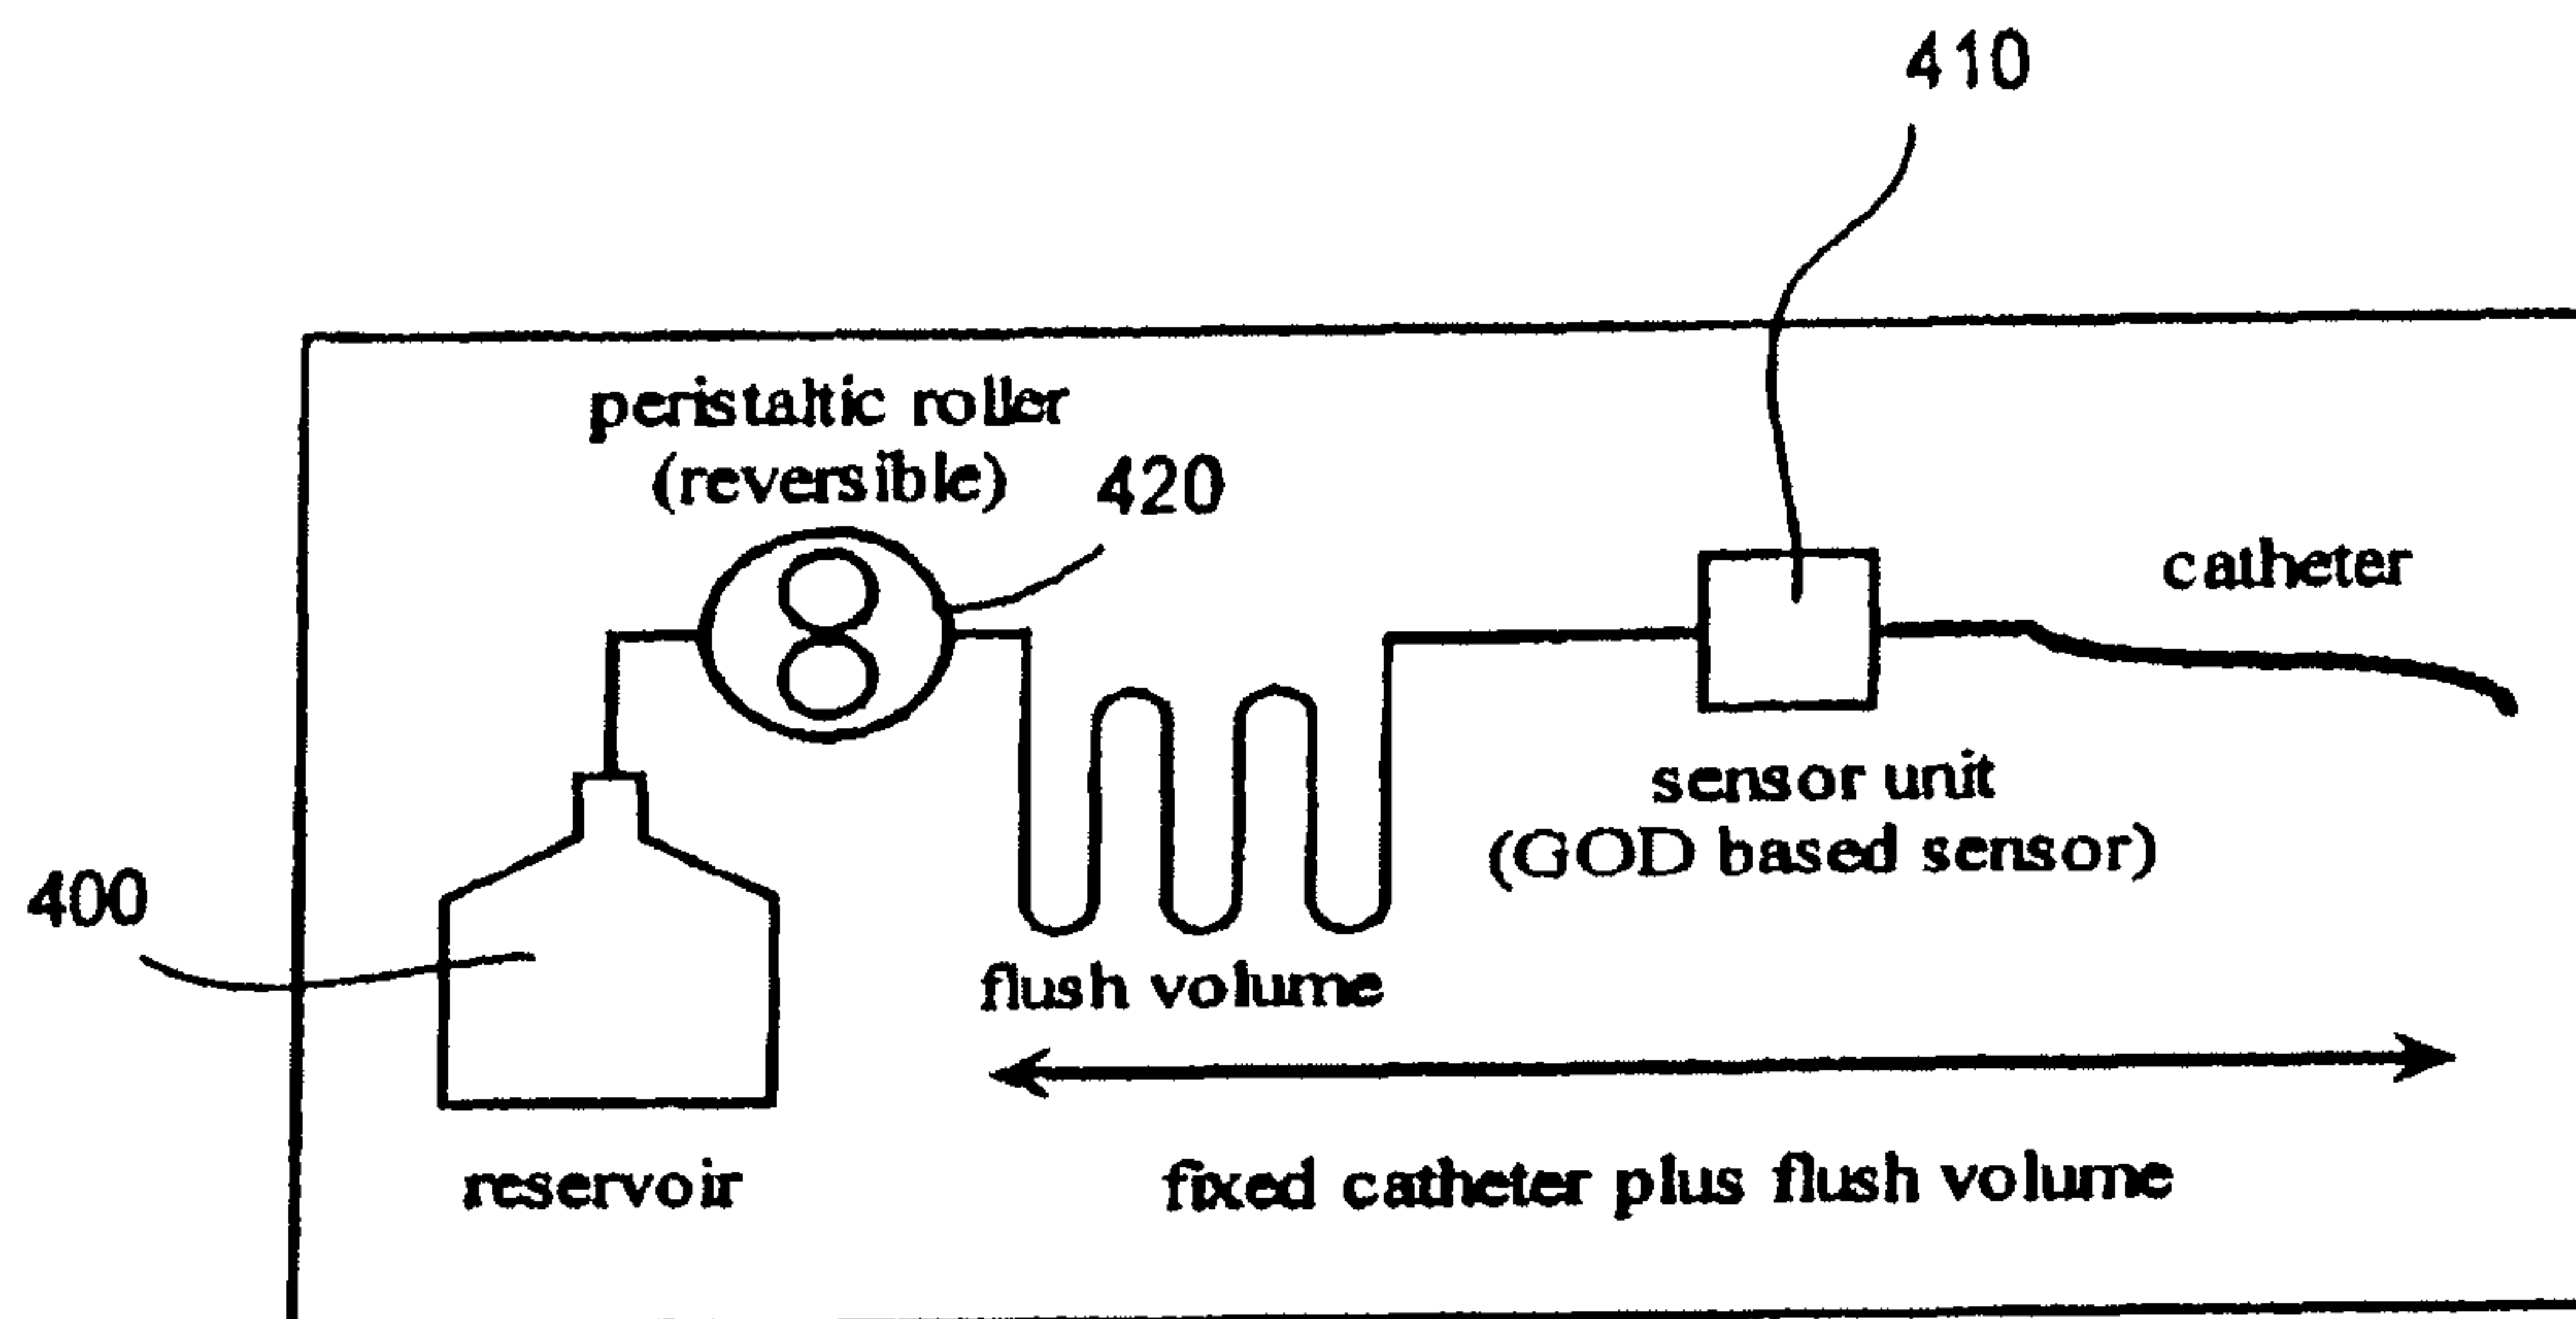 410
peristaltic roller
(reversible)
420
catheter
sensor unit
(GOD based sensor)
400
flush volume
reservoir
fixed catheter plus flush volume